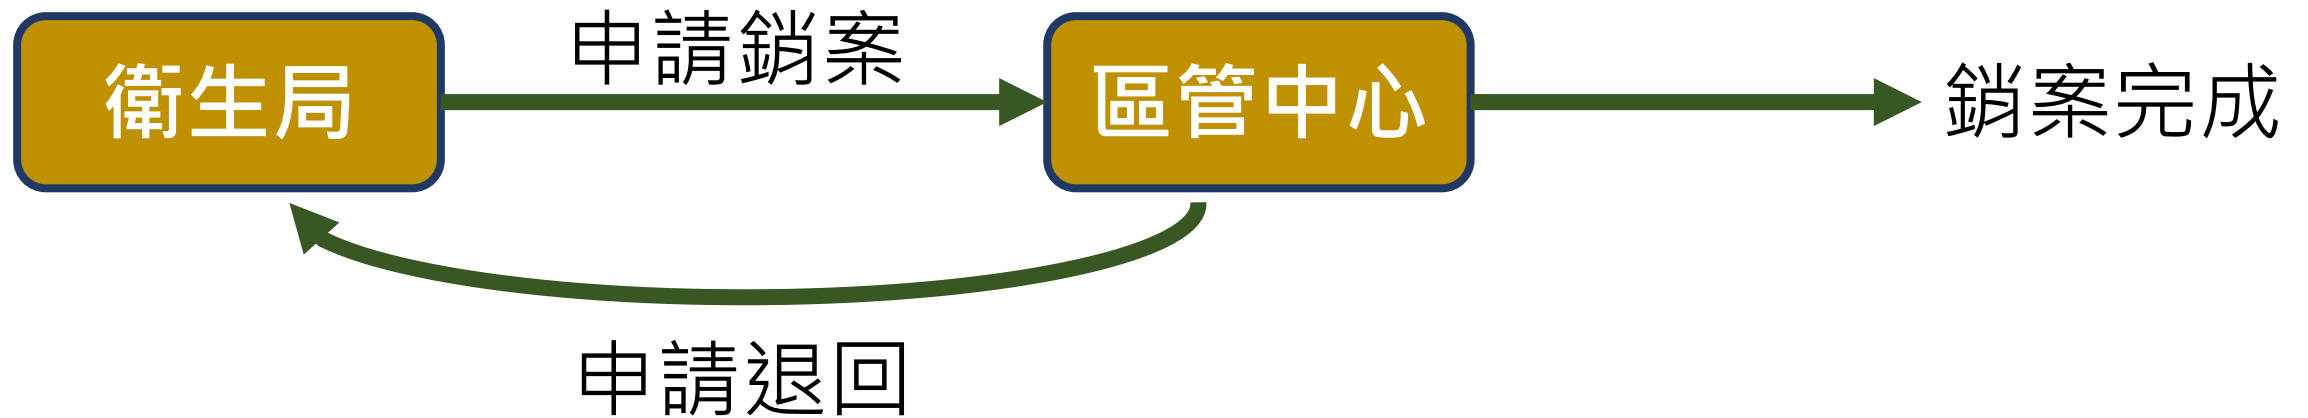 申請銷案
衛生局
區管中心
銷案完成
申請退回